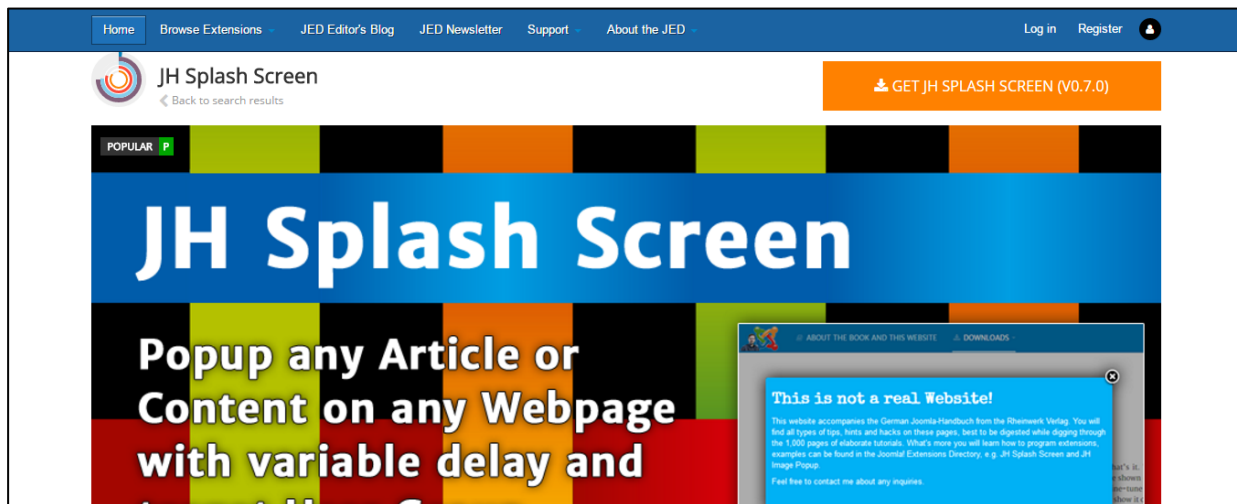 Home Browse Extensions JED Editor's Blog JED Newsletter Support About the JED Log in Register
JH Splash Screen
Back to search results
GET JH SPLASH SCREEN (V0.7.0)
POPULAR P
JH Splash Screen
Popup any Article or
Content on any Webpage
with variable delay and
ABOUT THE BOOK AND THIS WEBSITE DOWNLOADS
This is not a real Website!
This website accompanies the German Joomla-Handbuch from the Rheinwerk Verlag. You will
find all types of tips, hints and hacks on these pages, best to be digested while digging through
the 1,000 pages of elaborate tutorials. What's more you will learn how to program extensions,
examples can be found in the Joomla! Extensions Directory, e.g. JH Splash Screen and JH
Image Popup.
Feel free to contact me about any inquiries.